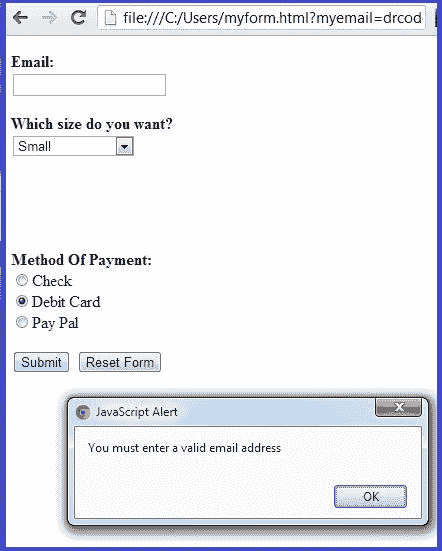 file:///C:/Users/myform.html?myemail=drcod
Email:
Which size do you want?
Small
Method Of Payment:
Check
Debit Card
Pay Pal
Submit Reset Form
JavaScript Alert
You must enter a valid email address
OK